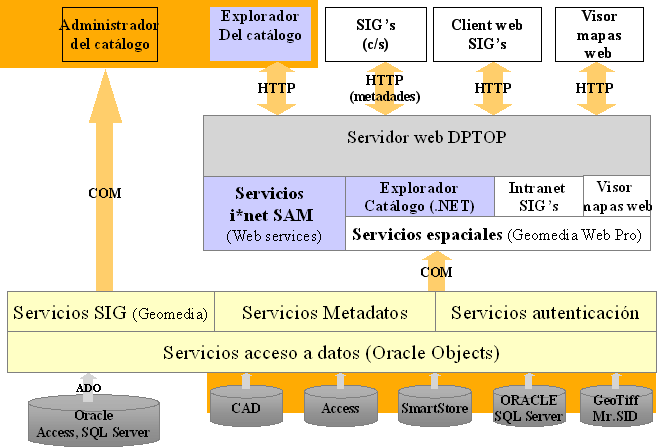 Administrador
del catálogo
Explorador
Del catálogo
SIG's
(c/s)
Client web
SIG's
Visor
mapas
web
HTTP
HTTP
(metadades)
HTTP
HTTP
COM
Servidor web DPTOP
Servicios
i*net SAM
(Web services)
Explorador
Catálogo (.NET)
Intranet
SIG's
Visor
mapas web
Servicios espaciales (Geomedia Web Pro)
COM
Servicios SIG (Geomedia)
Servicios Metadatos
Servicios autenticación
Servicios acceso a datos (Oracle Objects)
ADO
Oracle
Access, SQL Server
CAD
Access
SmartStore
ORACLE
SQL Server
GeoTiff
Mr.SID